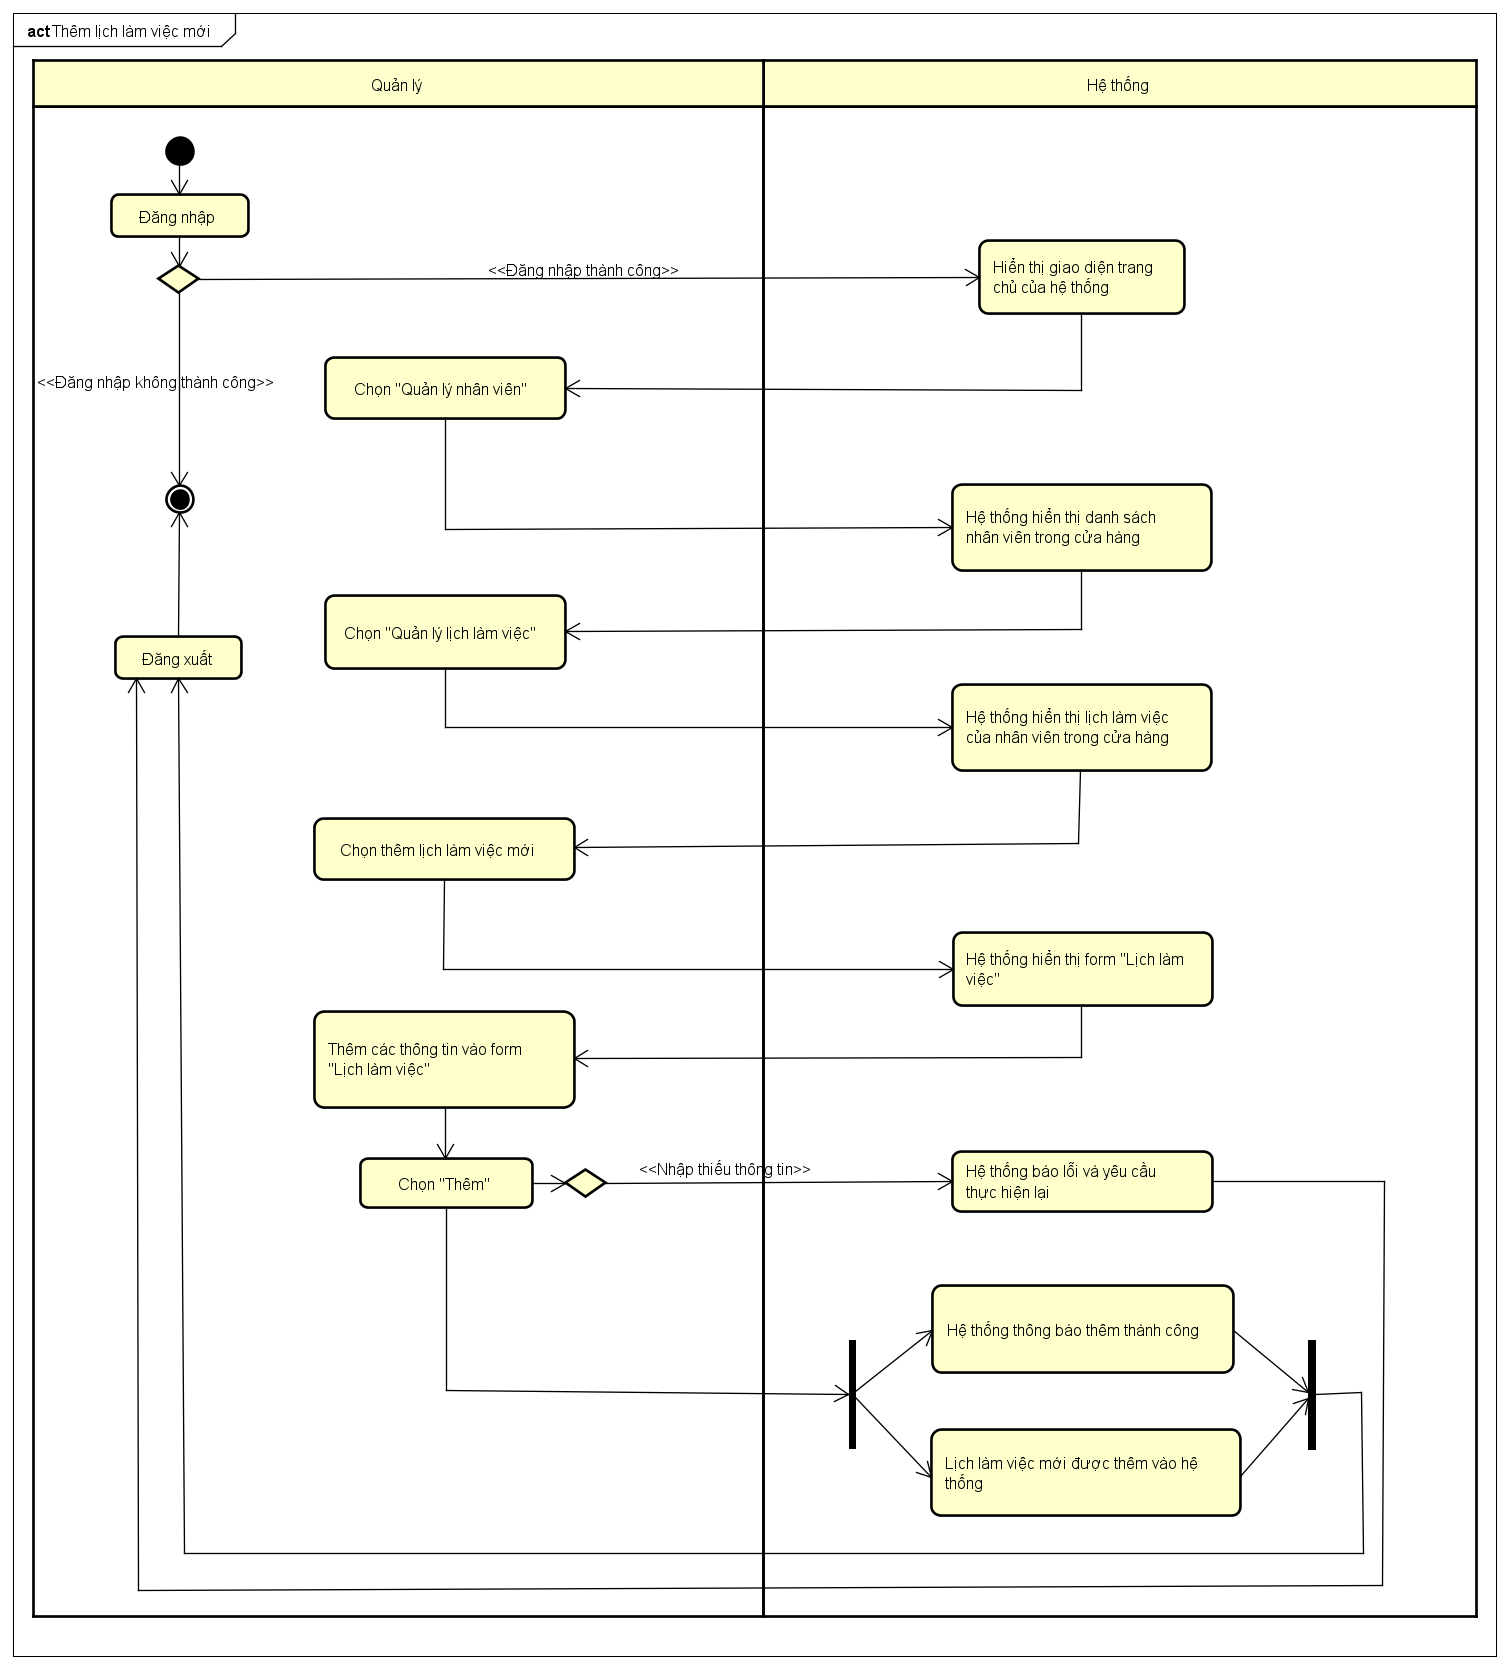 act Thêm lịch làm việc mới
Quản lý
Hệ thống
Đăng nhập
<<Đăng nhập thành công>>
Hiển thị giao diện trang
chủ của hệ thống
<<Đăng nhập không thành công>>
Chọn "Quản lý nhân viên"
Hệ thống hiển thị danh sách
nhân viên trong cửa hàng
Chọn "Quản lý lịch làm việc"
Đăng xuất
Hệ thống hiển thị lịch làm việc
của nhân viên trong cửa hàng
Chọn thêm lịch làm việc mới
Hệ thống hiển thị form "Lịch làm
việc"
Thêm các thông tin vào form
"Lịch làm việc"
Chọn "Thêm"
<<Nhập thiếu thông tin>>
Hệ thống báo lỗi và yêu cầu
thực hiện lại
Hệ thống thông báo thêm thành công
Lịch làm việc mới được thêm vào hệ
thống